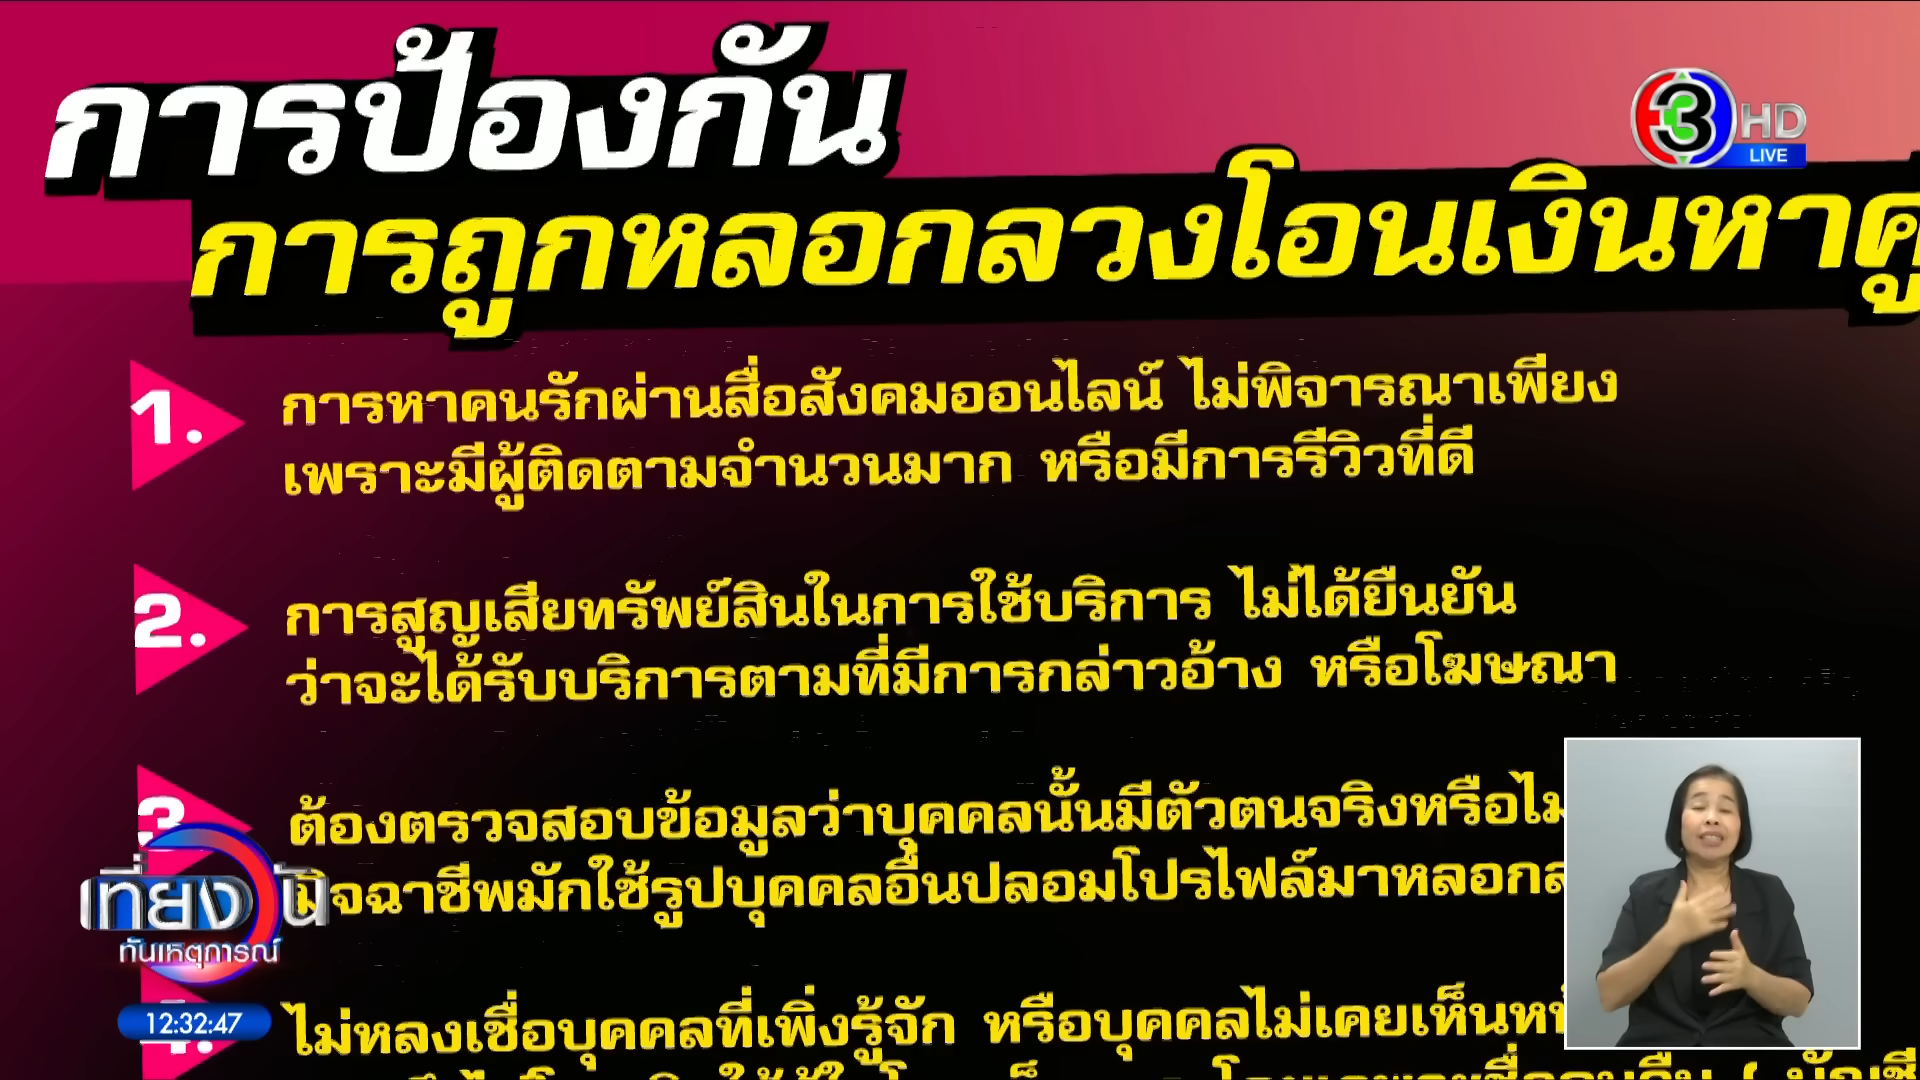 การป้องกัน
การถูกหลอกลวงโอนเงินหาคู่
3 HD
LIVE
1. การหาคนรักผ่านสื่อสังคมออนไลน์ ไม่พิจารณาเพียง
เพราะมีผู้ติดตามจำนวนมาก หรือมีการรีวิวที่ดี
2. การสูญเสียทรัพย์สินในการใช้บริการ ไม่ได้ยืนยัน
ว่าจะได้รับบริการตามที่มีการกล่าวอ้าง หรือโฆษณา
3. ต้องตรวจสอบข้อมูลว่าบุคคลนั้นมีตัวตนจริงหรือไม่
มิจฉาชีพมักใช้รูปบุคคลอื่นปลอมโปรไฟล์มาหลอก
4. ไม่หลงเชื่อบุคคลที่เพิ่งรู้จัก หรือบุคคลไม่เคยเห็น
เที่ยงวัน
ทันเหตุการณ์
12:32:47